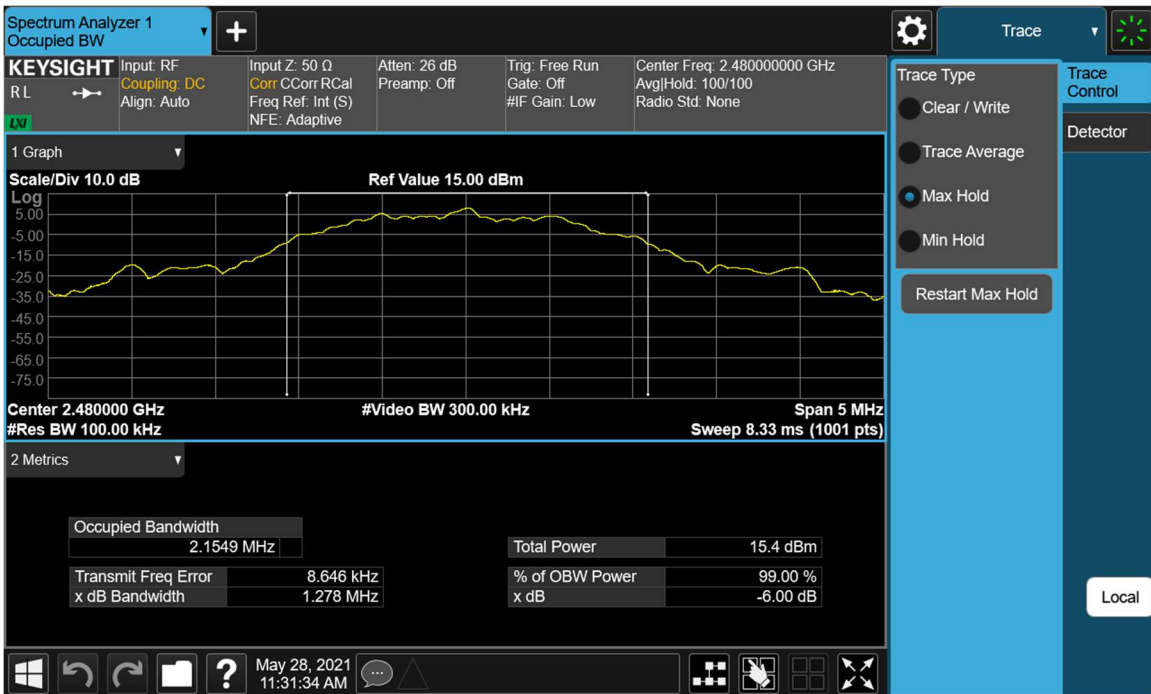 Spectrum Analyzer 1
Occupied BW
+
Trace
KEYSIGHT
R L
LXI
Input: RF
Coupling: DC
Align: Auto
Input Z: 50 Ω
Corr CCorr RCal
Freq Ref: Int (S)
NFE: Adaptive
Atten: 26 dB
Preamp: Off
Trig: Free Run
Gate: Off
#IF Gain: Low
Center Freq: 2.480000000 GHz
Avg|Hold: 100/100
Radio Std: None
Trace Type
Clear / Write
Trace Average
Max Hold
Min Hold
Restart Max Hold
Trace
Control
Detector
1 Graph
Scale/Div 10.0 dB
Ref Value 15.00 dBm
Log
5.00
-5.00
-15.0
-25.0
-35.0
-45.0
-55.0
-65.0
-75.0
Center 2.480000 GHz
#Video BW 300.00 kHz
Span 5 MHz
#Res BW 100.00 kHz
Sweep 8.33 ms (1001 pts)
2 Metrics
Occupied Bandwidth
2.1549 MHz
Total Power 15.4 dBm
Transmit Freq Error 8.646 kHz
% of OBW Power 99.00 %
x dB Bandwidth 1.278 MHz
x dB -6.00 dB
Local
?
May 28, 2021
11:31:34 AM